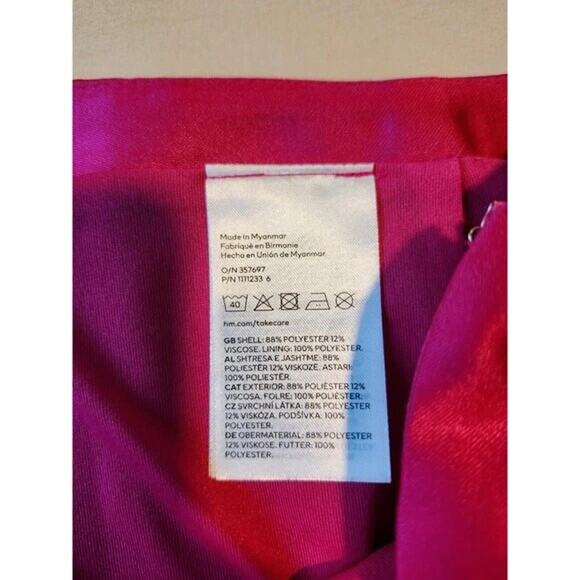 Made in Myanmar
Fabriqué en Birmanie
Hecho en Unión de Myanmar
O/N 357697
P/N 1111233 6
40
hm.com/takecare
GB SHELL: 88% POLYESTER 12%
VISCOSE. LINING: 100% POLYESTER.
AL SHTRESA E JASHTME: 88%
POLIESTËR 12% VISKOZË. ASTARI:
100% POLIESTËR.
CAT EXTERIOR: 88% POLIÈSTER 12%
VISCOSA. FOLRE: 100% POLIÈSTER.
CZ SVRCHNÍ LÁTKA: 88% POLYESTER
12% VISKÓZA. PODŠÍVKA: 100%
POLYESTER.
DE OBERMATERIAL: 88% POLYESTER
12% VISKOSE. FUTTER: 100%
POLYESTER.